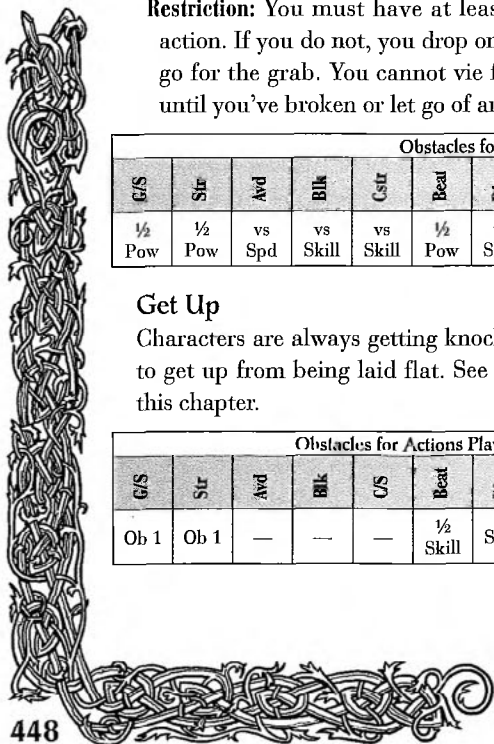 Restriction: You must have at leas
action. If you do not, you drop or
go for the grab. You cannot vie f
until you've broken or let go of a
Obstacles fo
G/S Str Avd Blk Cstr Beat
½ Pow ½ Pow vs Spd vs Skill vs Skill ½ Pow S
Get Up
Characters are always getting knoc
to get up from being laid flat. See
this chapter.
Obstacles for Actions Play
G/S Str Avd Blk C/S Beat
Ob 1 Ob 1 — — — ½ Skill S
448